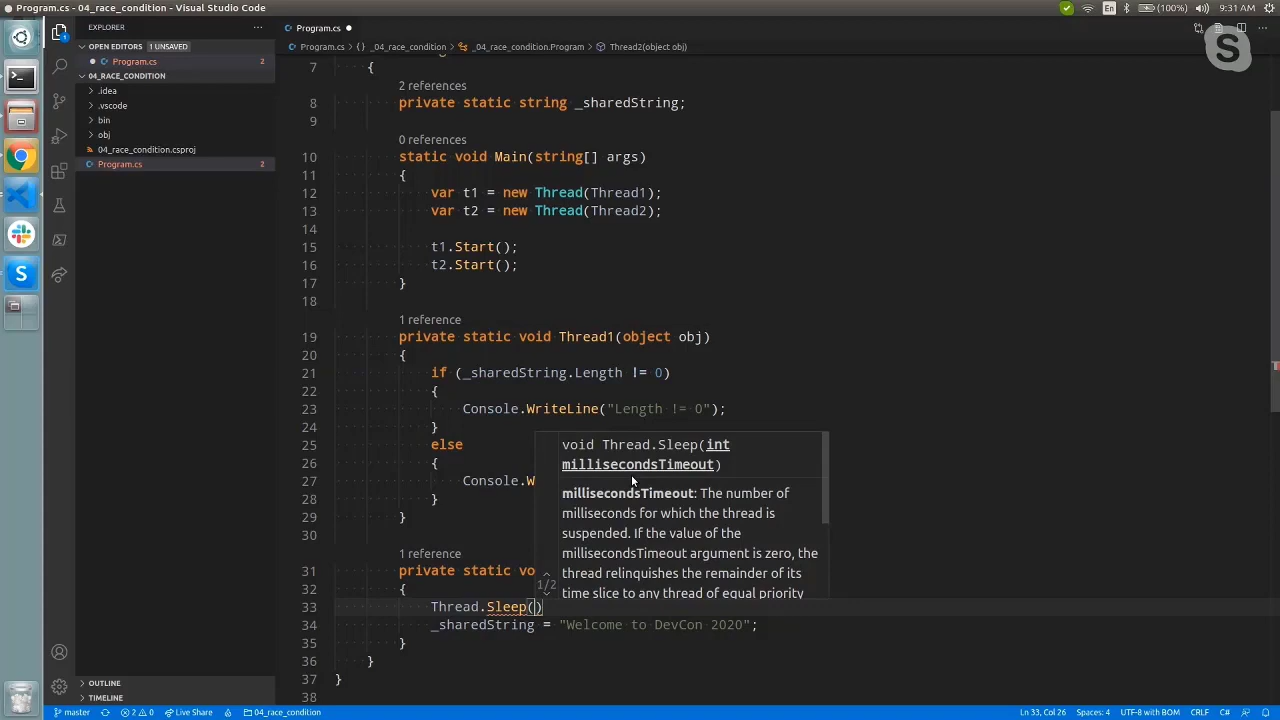 Program.cs - 04_race_condition - Visual Studio Code
En
(100%)
9:31 AM
EXPLORER
Program.cs
OPEN EDITORS
1 UNSAVED
Program.cs > {} _04_race_condition > _04_race_condition.Program > Thread2(object obj)
Program.cs 2
04_RACE_CONDITION
.idea
.vscode
bin
obj
04_race_condition.csproj
Program.cs 2
7 {
2 references
8 private static string _sharedString;
9
0 references
10 static void Main(string[] args)
11 {
12 var t1 = new Thread(Thread1);
13 var t2 = new Thread(Thread2);
14
15 t1.Start();
16 t2.Start();
17 }
18
1 reference
19 private static void Thread1(object obj)
20 {
21 if (_sharedString.Length != 0)
22 {
23 Console.WriteLine("Length != 0");
24 }
25 else
26 {
27 Console.W
28 }
29 }
30
void Thread.Sleep(int
millisecondsTimeout)
millisecondsTimeout: The number of
milliseconds for which the thread is
suspended. If the value of the
millisecondsTimeout argument is zero, the
thread relinquishes the remainder of its
time slice to any thread of equal priority
1/2
1 reference
31 private static vo
32 {
33 Thread.Sleep()
34 _sharedString = "Welcome to DevCon 2020";
35 }
36 }
37 }
38
OUTLINE
TIMELINE
master
2
0
Live Share
04_race_condition
Ln 33, Col 26
Spaces: 4
UTF-8 with BOM
CRLF
C#